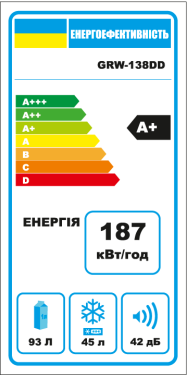 ЕНЕРГОЕФЕКТИВНІСТЬ
GRW-138DD
A+++
A++
A+
A
B
C
D
A+
ЕНЕРГІЯ
187
кВт/год
93 Л
45 л
42 дБ